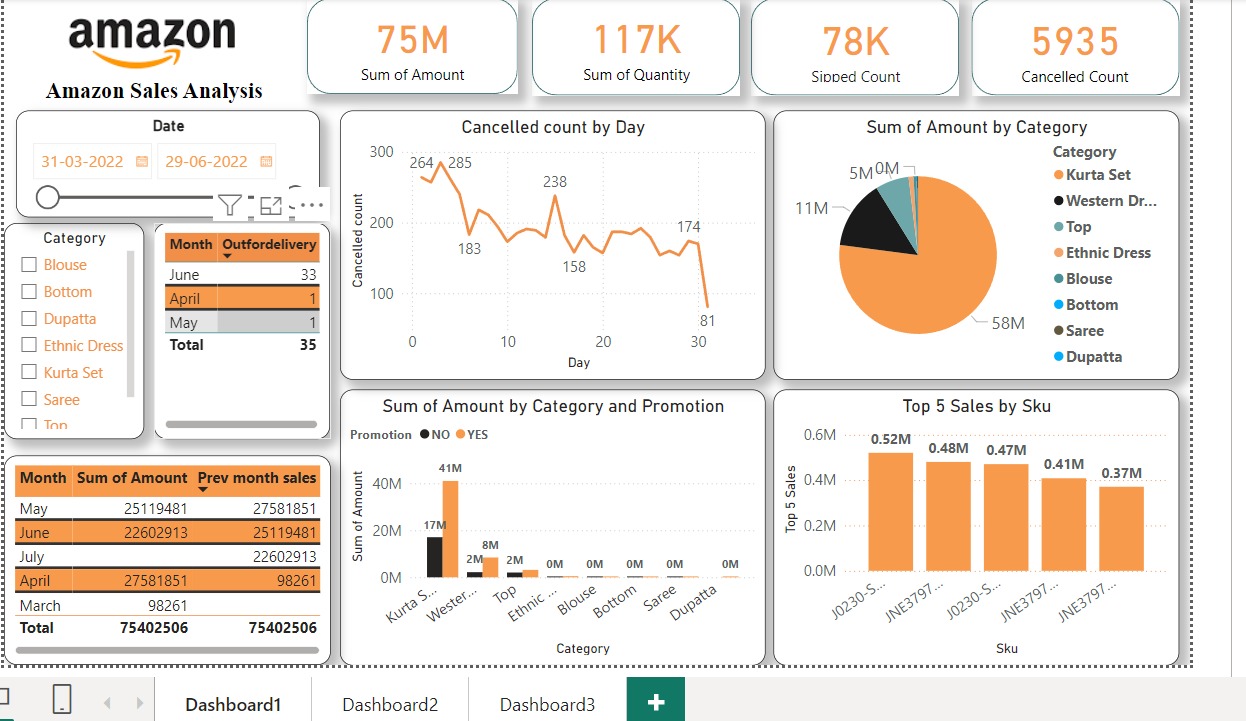 amazon
Amazon Sales Analysis
75M
Sum of Amount
117K
Sum of Quantity
78K
Sipped Count
5935
Cancelled Count
Date
31-03-2022 29-06-2022
...
Category
Blouse
Bottom
Dupatta
Ethnic Dress
Kurta Set
Saree
Top
Month Outfordelivery
June 33
April 1
May 1
Total 35
Month Sum of Amount Prev month sales
May 25119481 27581851
June 22602913 25119481
July 22602913
April 27581851 98261
March 98261
Total 75402506 75402506
Cancelled count by Day
Cancelled count
300
200
100
264
285
183
238
158
174
81
0 10 20 30
Day
Sum of Amount by Category
5M
0M
11M
58M
Category
Kurta Set
Western Dr...
Top
Ethnic Dress
Blouse
Bottom
Saree
Dupatta
Sum of Amount by Category and Promotion
Promotion NO YES
Sum of Amount
40M
20M
0M
17M
41M
2M
8M
2M
0M
0M
0M
0M
0M
Kurta S...
Wester...
Top
Ethnic ...
Blouse
Bottom
Saree
Dupatta
Category
Top 5 Sales by Sku
Top 5 Sales
0.6M
0.4M
0.2M
0.0M
0.52M
0.48M
0.47M
0.41M
0.37M
J0230-S...
JNE3797...
J0230-S...
JNE3797...
JNE3797...
Sku
Dashboard1 Dashboard2 Dashboard3 +